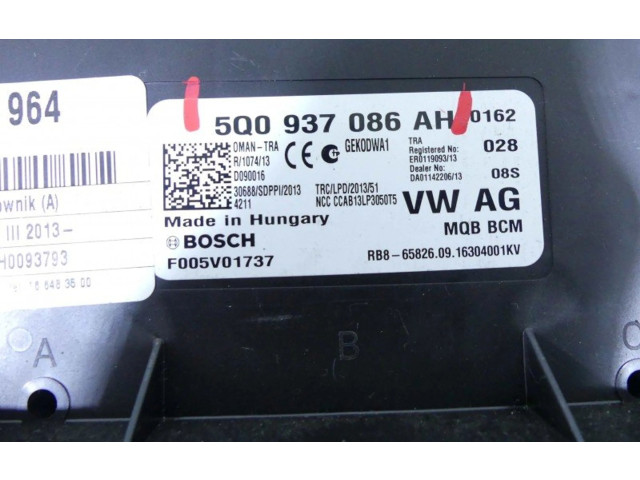 964
ownik (A)
III 2013-
H0093793
5Q0 937 086 AH 0162
OMAN-TRA
R/1074/13
D090016
GEKODWA1
TRA
Registered No:
ER0119093/13
Dealer No:
DA01142206/13
028
08S
30688/SDPPI/2013
4211
TRC/LPD/2013/51
NCC CCAB13LP3050T5
VW AG
Made in Hungary
MQB BCM
BOSCH
F005V01737
RB8-65826.09.16304001KV
A
B
C